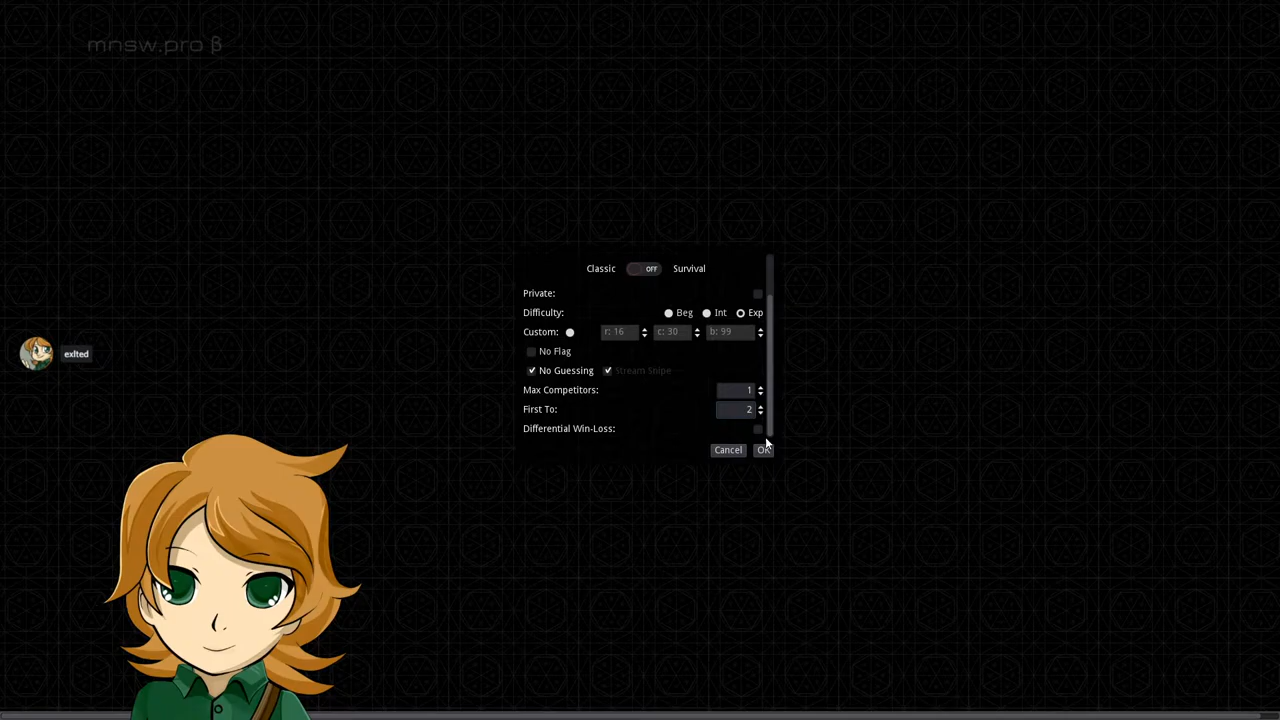 mnsw.pro β
Classic OFF Survival
Private:
Difficulty: Beg Int Exp
Custom: r: 16 c: 30 b: 99
No Flag
No Guessing Stream Snipe
exited
Max Competitors: 1
First To: 2
Differential Win-Loss:
Cancel OK